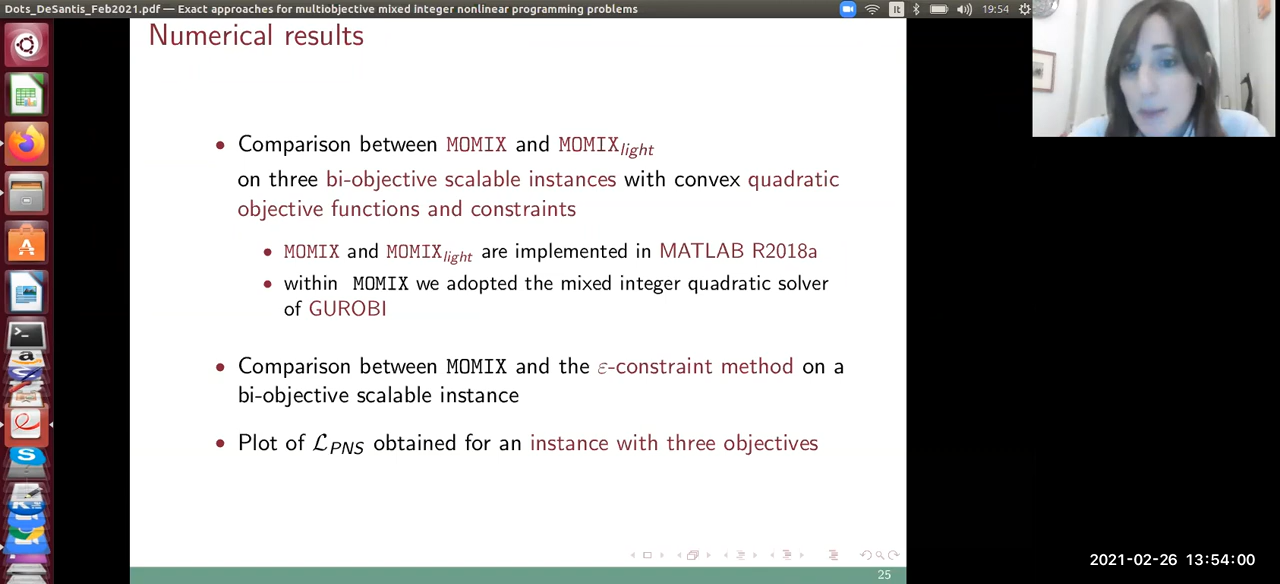 Dots_DeSantis_Feb2021.pdf — Exact approaches for multiobjective mixed integer nonlinear programming problems
It
19:54
Numerical results
• Comparison between MOMIX and MOMIXlight
on three bi-objective scalable instances with convex quadratic
objective functions and constraints
• MOMIX and MOMIXlight are implemented in MATLAB R2018a
• within MOMIX we adopted the mixed integer quadratic solver
of GUROBI
• Comparison between MOMIX and the ε-constraint method on a
bi-objective scalable instance
• Plot of ℒPNS obtained for an instance with three objectives
25
2021-02-26 13:54:00